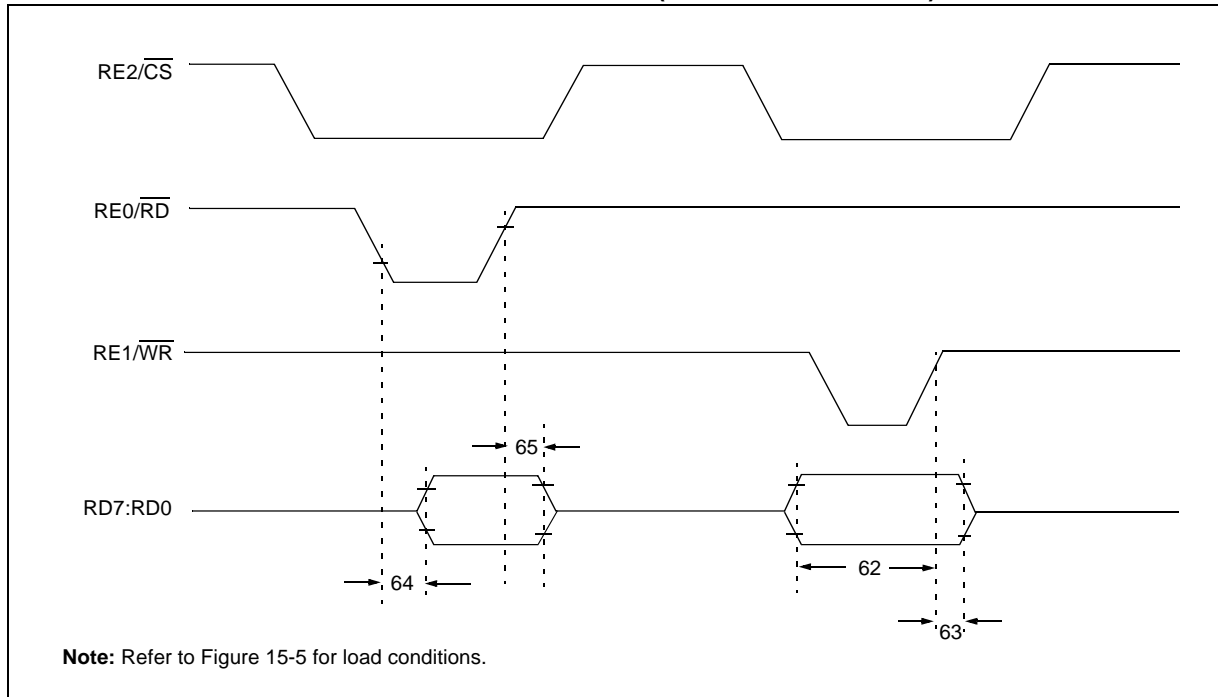 RE2/CS
RE0/RD
RE1/WR
65
RD7:RD0
62
64
63
Note: Refer to Figure 15-5 for load conditions.